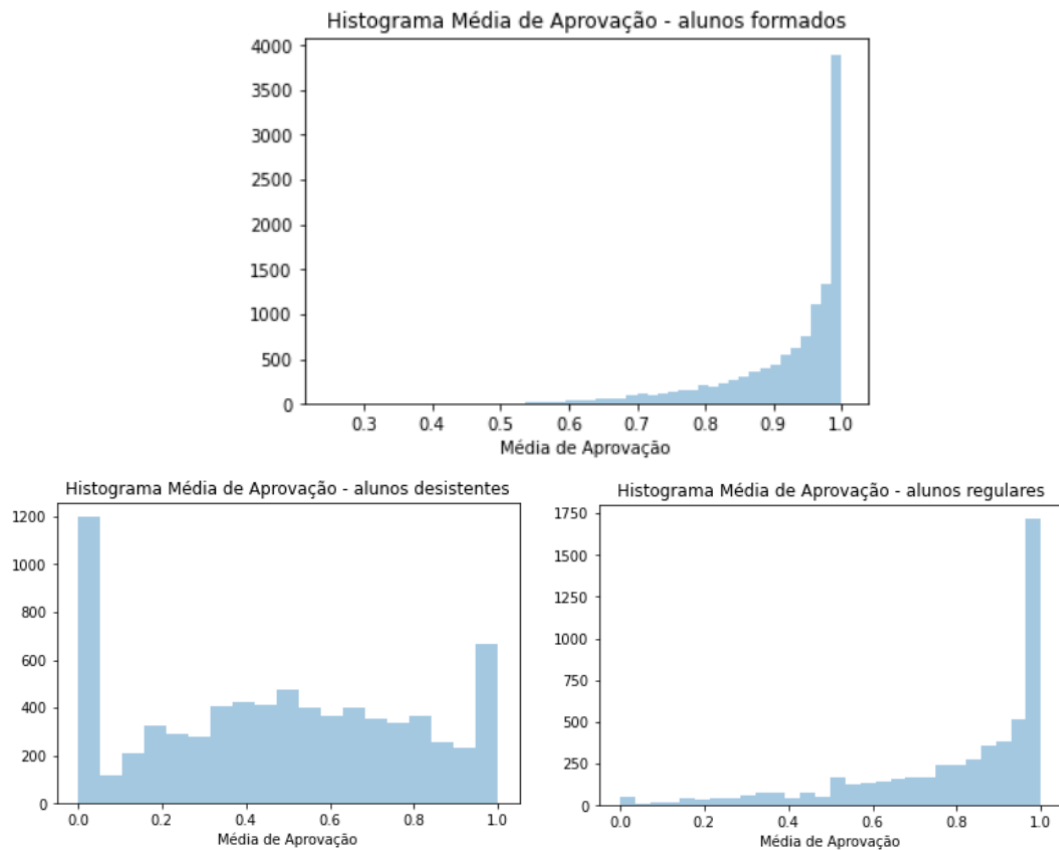 Histograma Média de Aprovação - alunos formados
4000
3500
3000
2500
2000
1500
1000
500
0
0.3 0.4 0.5 0.6 0.7 0.8 0.9 1.0
Média de Aprovação
Histograma Média de Aprovação - alunos desistentes
1200
1000
800
600
400
200
0
0.0 0.2 0.4 0.6 0.8 1.0
Média de Aprovação
Histograma Média de Aprovação - alunos regulares
1750
1500
1250
1000
750
500
250
0
0.0 0.2 0.4 0.6 0.8 1.0
Média de Aprovação